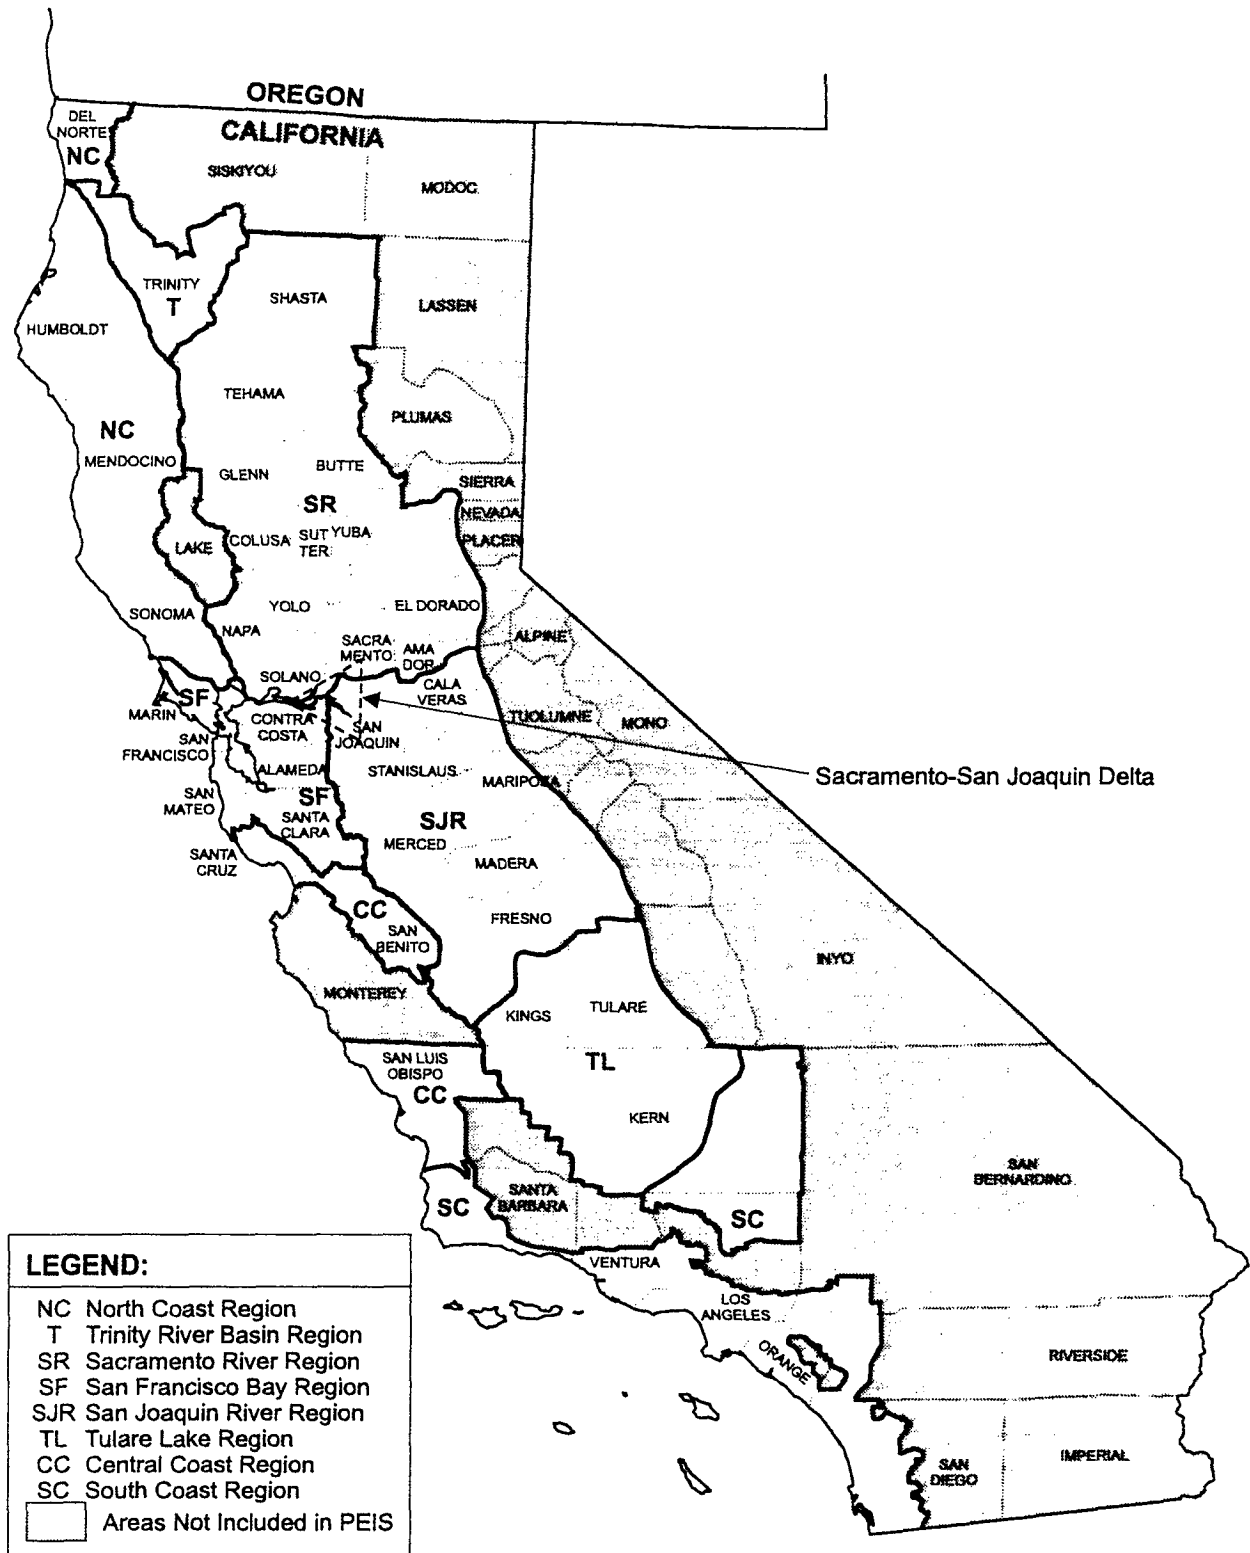 OREGON
CALIFORNIA
DEL
NORTE
NC
SISKIYOU
MODOC
TRINITY
T
SHASTA
LASSEN
HUMBOLDT
TEHAMA
PLUMAS
NC
MENDOCINO
GLENN
BUTTE
SIERRA
SR
NEVADA
LAKE
COLUSA
SUT
TER
YUBA
PLACER
SONOMA
YOLO
EL DORADO
NAPA
ALPINE
SACRA
MENTO
AMA
DOR
SOLANO
CALA
VERAS
SF
MARIN
CONTRA
COSTA
TUOLUMNE
MONO
SAN
JOAQUIN
SAN
FRANCISCO
ALAMEDA
STANISLAUS
MARIPOSA
Sacramento-San Joaquin Delta
SAN
MATEO
SF
SANTA
CLARA
SJR
MERCED
SANTA
CRUZ
MADERA
CC
SAN
BENITO
FRESNO
INYO
MONTEREY
KINGS
TULARE
SAN LUIS
OBISPO
CC
TL
KERN
SAN
BERNARDINO
SC
SANTA
BARBARA
SC
VENTURA
LOS
ANGELES
ORANGE
RIVERSIDE
SAN
DIEGO
IMPERIAL
LEGEND:
NC North Coast Region
T Trinity River Basin Region
SR Sacramento River Region
SF San Francisco Bay Region
SJR San Joaquin River Region
TL Tulare Lake Region
CC Central Coast Region
SC South Coast Region
Areas Not Included in PEIS